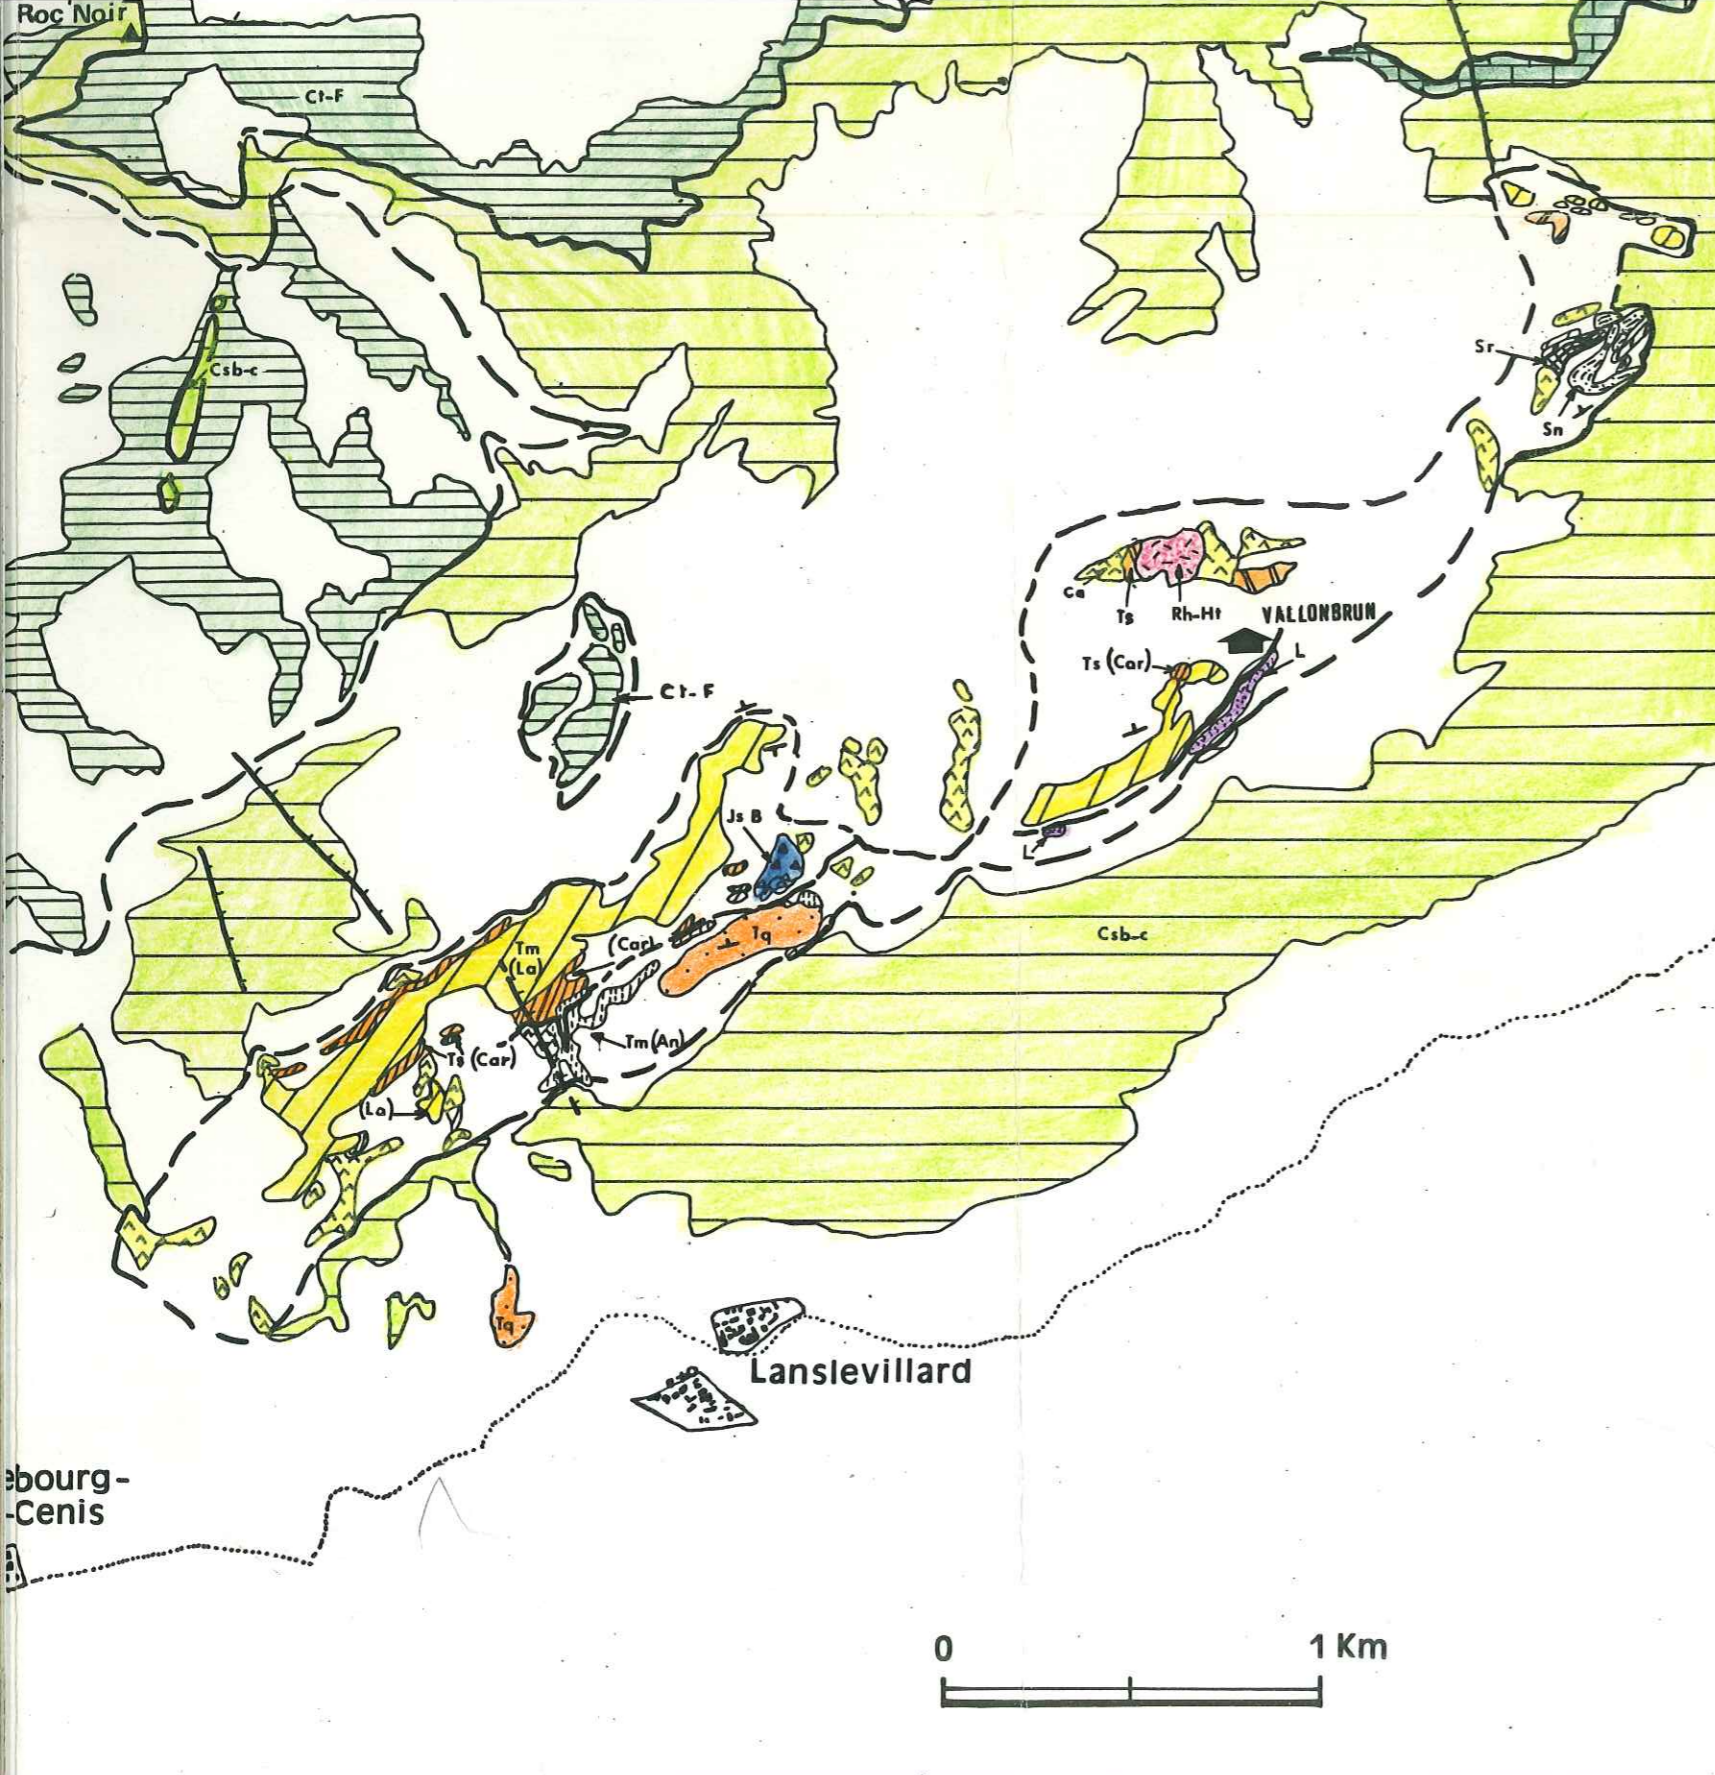 Roc Noir
Ct-F
Csb-c
Sr
Sn
Ca
Ts
Rh-Ht
VALLONBRUN
Ts (Car)
L
Ct-F
Js B
L
Tm
(La)
(Car)
Tq
Csb-c
Tm(An)
Ts (Car)
(La)
Tq
Lanslevillard
ebourg-
-Cenis
0
1 Km